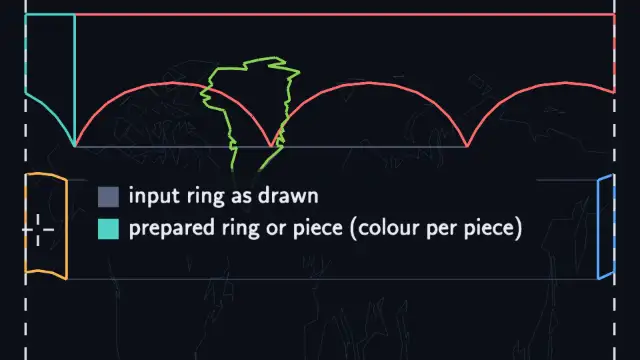 input ring as drawn
prepared ring or piece (colour per piece)